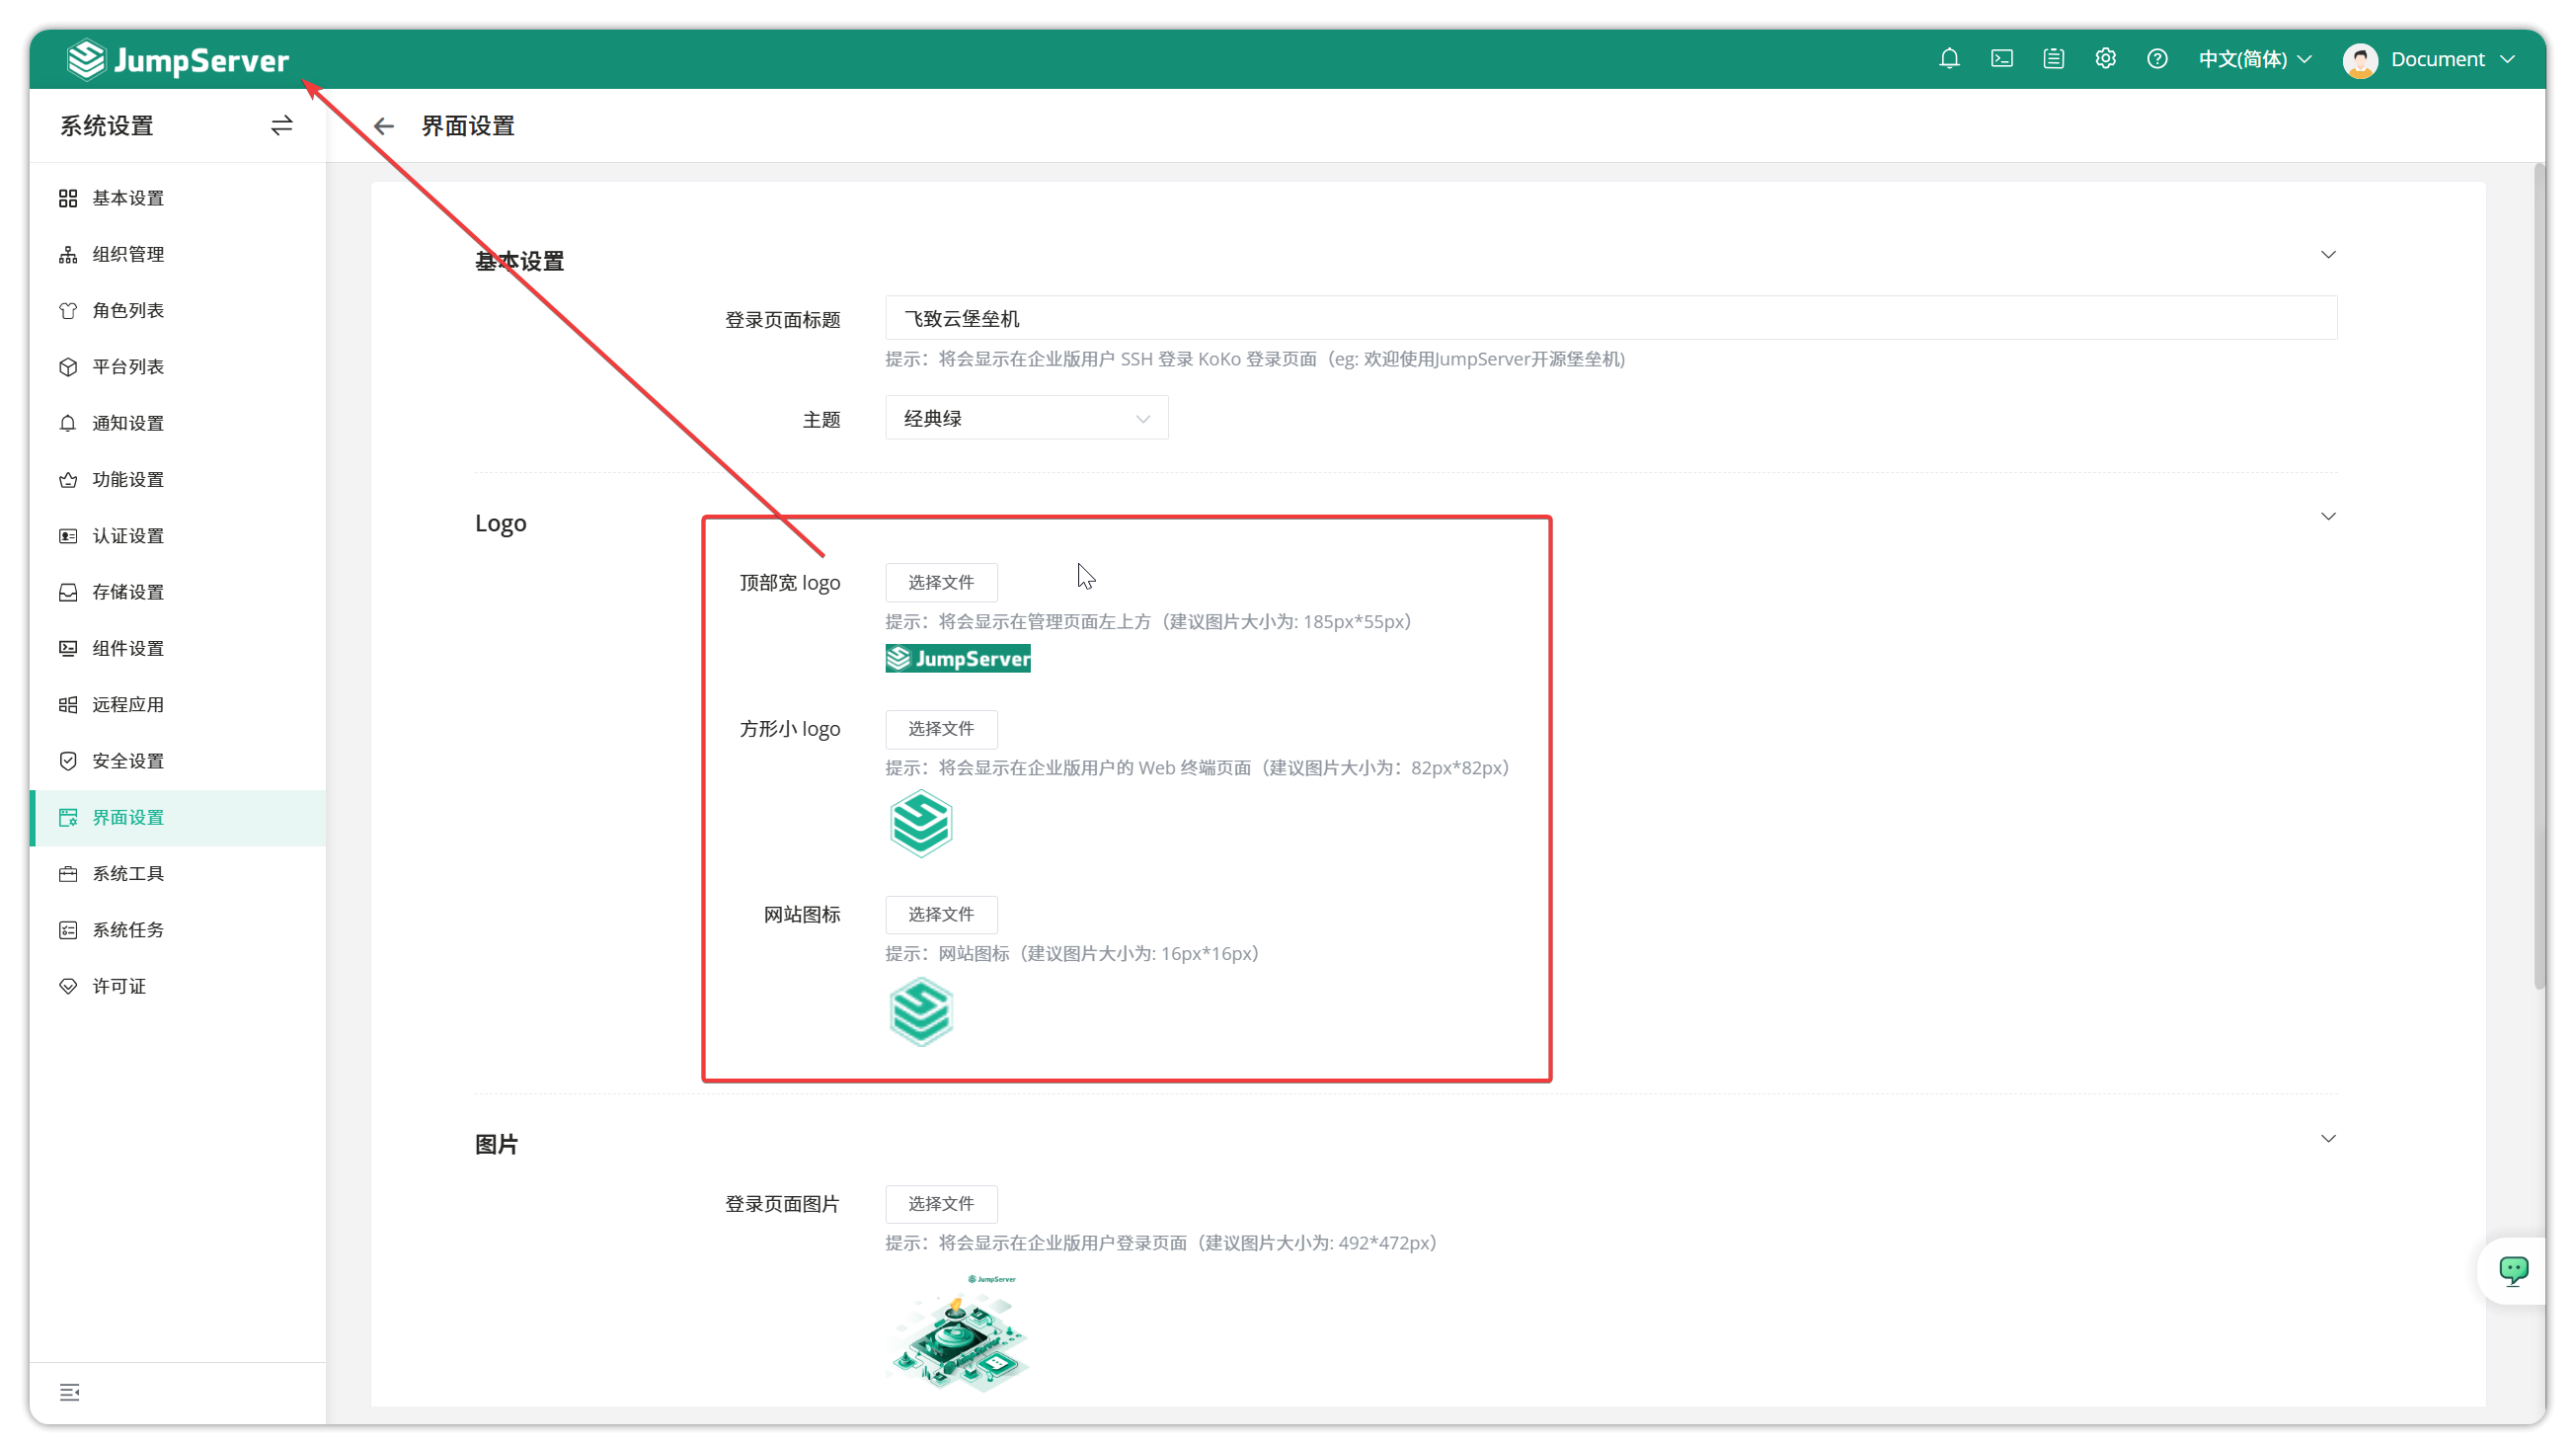 JumpServer
中文(简体)
Document
系统设置
界面设置
基本设置
组织管理
角色列表
平台列表
通知设置
功能设置
认证设置
存储设置
组件设置
远程应用
安全设置
界面设置
系统工具
系统任务
许可证
基本设置
登录页面标题
飞致云堡垒机
提示：将会显示在企业版用户 SSH 登录 KoKo 登录页面（eg: 欢迎使用JumpServer开源堡垒机)
主题
经典绿
Logo
顶部宽 logo
选择文件
提示：将会显示在管理页面左上方（建议图片大小为: 185px*55px）
JumpServer
方形小 logo
选择文件
提示：将会显示在企业版用户的 Web 终端页面（建议图片大小为：82px*82px）
网站图标
选择文件
提示：网站图标（建议图片大小为: 16px*16px）
图片
登录页面图片
选择文件
提示：将会显示在企业版用户登录页面（建议图片大小为: 492*472px）
JumpServer